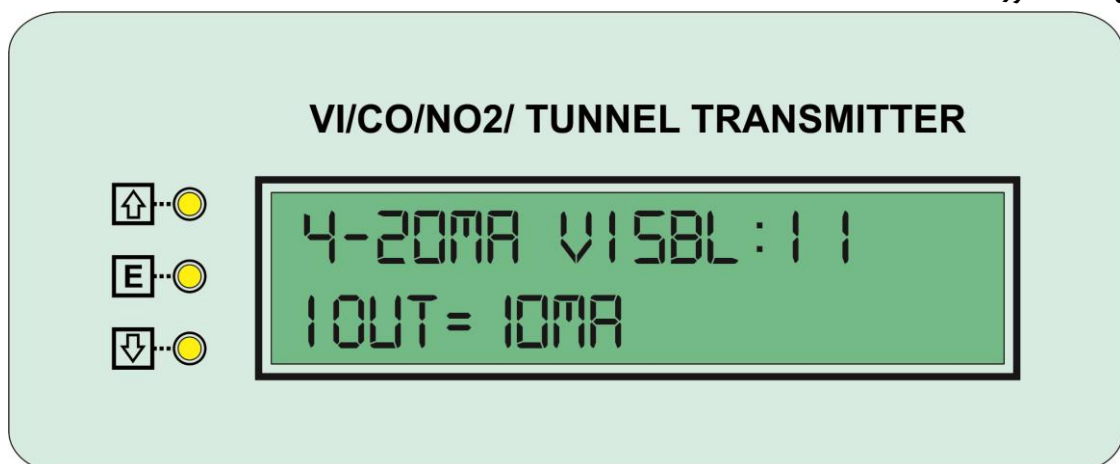 VI/CO/NO2/ TUNNEL TRANSMITTER
4-20MA VISBL:11
E
IOUT= 10MA